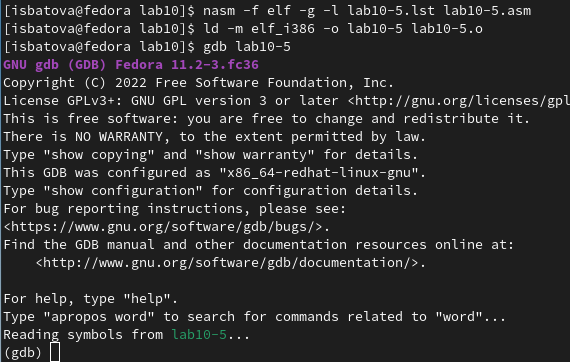 [isbatova@fedora lab10]$ nasm -f elf -g -l lab10-5.lst lab10-5.asm
[isbatova@fedora lab10]$ ld -m elf_i386 -o lab10-5 lab10-5.o
[isbatova@fedora lab10]$ gdb lab10-5
GNU gdb (GDB) Fedora 11.2-3.fc36
Copyright (C) 2022 Free Software Foundation, Inc.
License GPLv3+: GNU GPL version 3 or later <http://gnu.org/licenses/gpl
This is free software: you are free to change and redistribute it.
There is NO WARRANTY, to the extent permitted by law.
Type "show copying" and "show warranty" for details.
This GDB was configured as "x86_64-redhat-linux-gnu".
Type "show configuration" for configuration details.
For bug reporting instructions, please see:
<https://www.gnu.org/software/gdb/bugs/>.
Find the GDB manual and other documentation resources online at:
    <http://www.gnu.org/software/gdb/documentation/>.

For help, type "help".
Type "apropos word" to search for commands related to "word"...
Reading symbols from lab10-5...
(gdb)